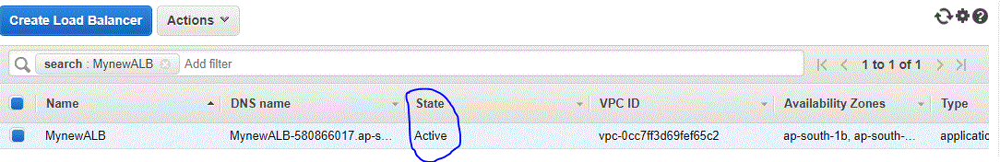 Create Load Balancer Actions
search : MynewALB Add filter 1 to 1 of 1
Name DNS name State VPC ID Availability Zones Type
MynewALB MynewALB-580866017.ap-s... Active vpc-0cc7ff3d69fef65c2 ap-south-1b, ap-south-... applicatio